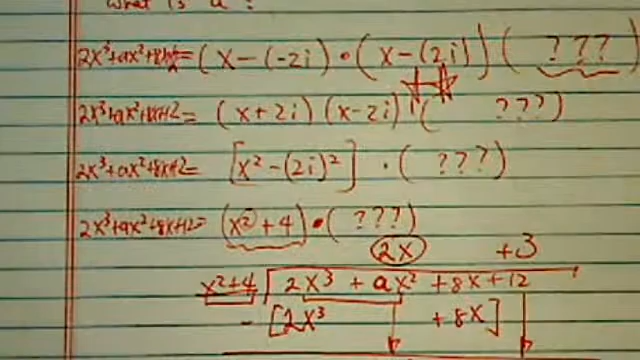 What is a?
2x³+ax²+8x+12=(x-(-2i)·(x-(2i))(???)
2x³+ax²+8x+12=(x+2i)(x-2i)(???)
2x³+ax²+8x+12=[x²-(2i)²]·(???)
2x³+ax²+8x+12=(x²+4)·(???)
2x +3
x²+4 2x³+ax²+8x+12
-[2x³ +8x]